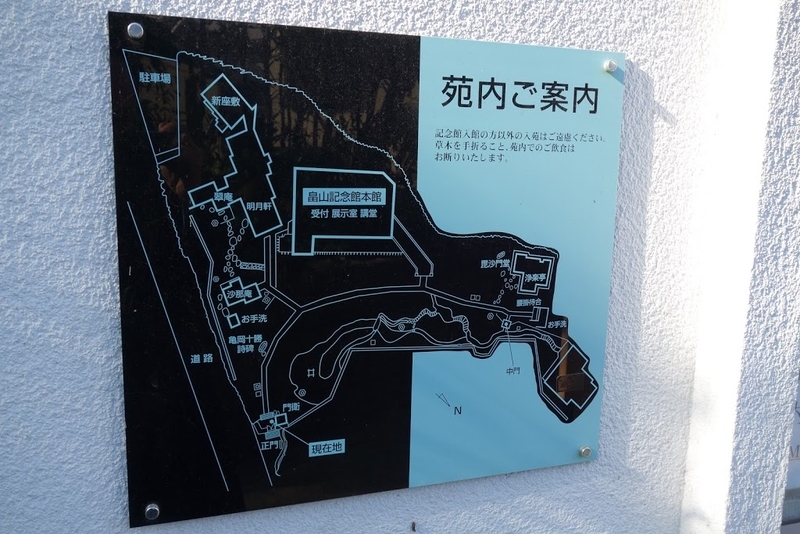 苑内ご案内
記念館入館の方以外の入苑はご遠慮ください。
草木を手折ること、苑内でのご飲食は
お断りいたします。
駐車場
新座敷
翠庵
明月軒
畠山記念館本館
受付 展示室 講堂
毘沙門堂
浄楽亭
腰掛待合
お手洗
沙那庵
お手洗
亀岡十勝
詩碑
道路
中門
N
門衛
正門
現在地